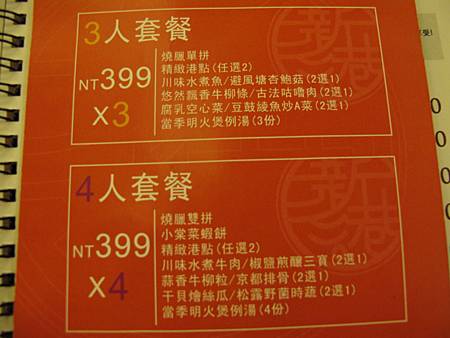 3人套餐
NT399
X3
燒臘單拼
精緻港點(任選2)
川味水煮魚/避風塘杏鮑菇(2選1)
悠然飄香牛柳條/古法咕嚕肉(2選1)
腐乳空心菜/豆鼓綾魚炒A菜(2選1)
當季明火煲例湯(3份)
新港
4人套餐
NT399
X4
燒臘雙拼
小棠菜蝦餅
精緻港點(任選2)
川味水煮牛肉/椒鹽煎釀三寶(2選1)
蒜香牛柳粒/京都排骨(2選1)
干貝燴絲瓜/松露野菌時蔬(2選1)
當季明火煲例湯(4份)
新港